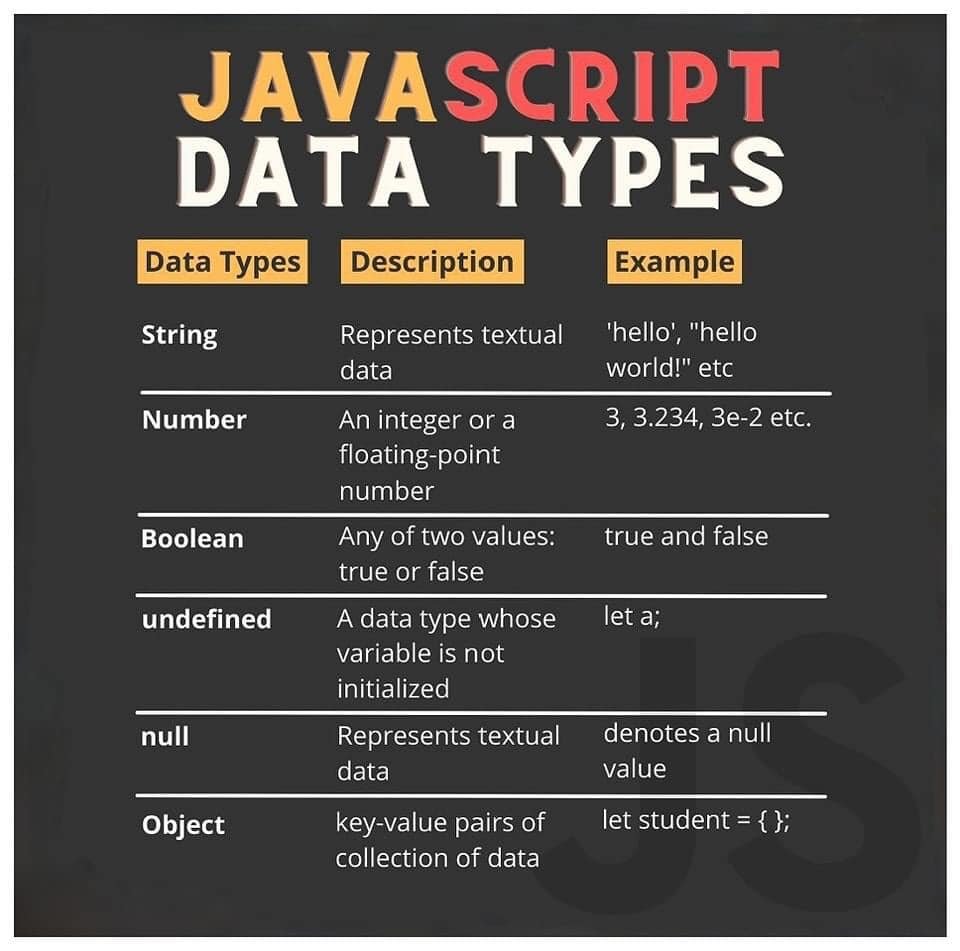 JAVASCRIPT
DATA TYPES
Data Types Description Example
String Represents textual 'hello', "hello
data world!" etc
Number An integer or a 3, 3.234, 3e-2 etc.
floating-point
number
Boolean Any of two values: true and false
true or false
undefined A data type whose let a;
variable is not
initialized
null Represents textual denotes a null
data value
Object key-value pairs of let student = { };
collection of data
JS